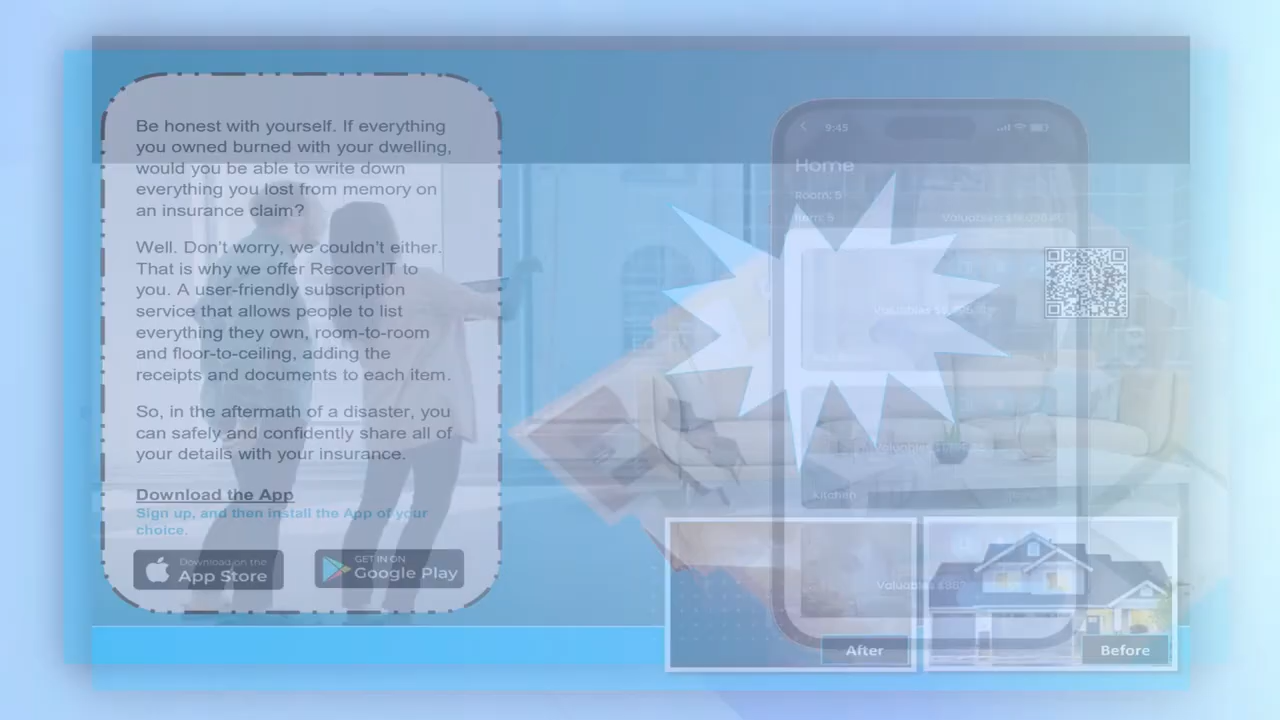 Be honest with yourself. If everything
you owned burned with your dwelling,
would you be able to write down
everything you lost from memory on
an insurance claim?
Well. Don't worry, we couldn't either.
That is why we offer RecoverIT to
you. A user-friendly subscription
service that allows people to list
everything they own, room-to-room
and floor-to-ceiling, adding the
receipts and documents to each item.
So, in the aftermath of a disaster, you
can safely and confidently share all of
your details with your insurance.
Download the App
Sign up, and then install the App of your
choice.
Download on the
App Store
GET IN ON
Google Play
9:45
Home
Room: 5
Item: 5
Kitchen
After
Before